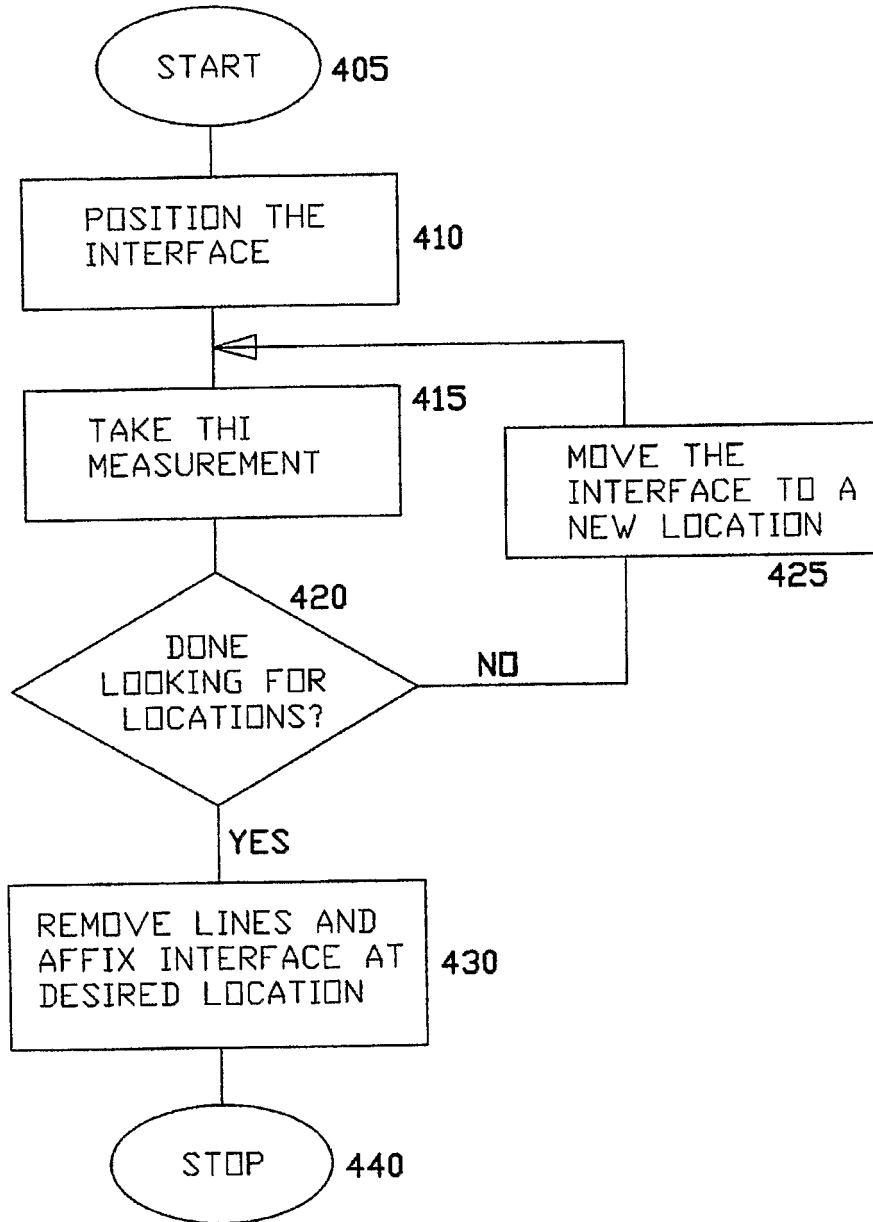 START
405
POSITION THE
INTERFACE
410
415
TAKE THI
MEASUREMENT
MOVE THE
INTERFACE TO A
NEW LOCATION
425
420
DONE
LOOKING FOR
LOCATIONS?
NO
YES
REMOVE LINES AND
AFFIX INTERFACE AT
DESIRED LOCATION
430
STOP
440